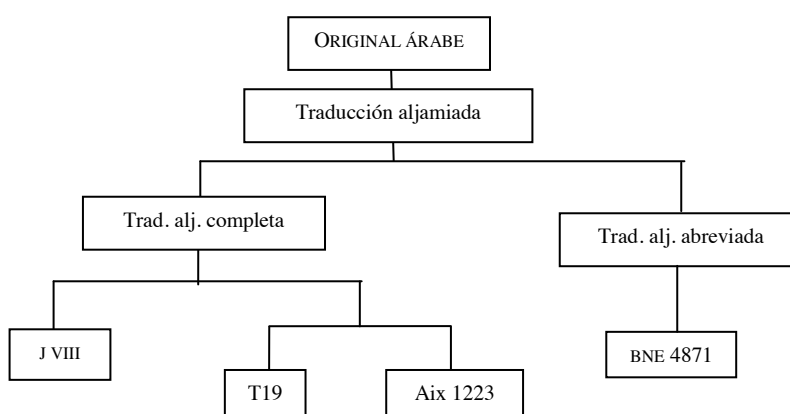 ORIGINAL ÁRABE
Traducción aljamiada
Trad. alj. completa
Trad. alj. abreviada
J VIII
BNE 4871
T19
Aix 1223